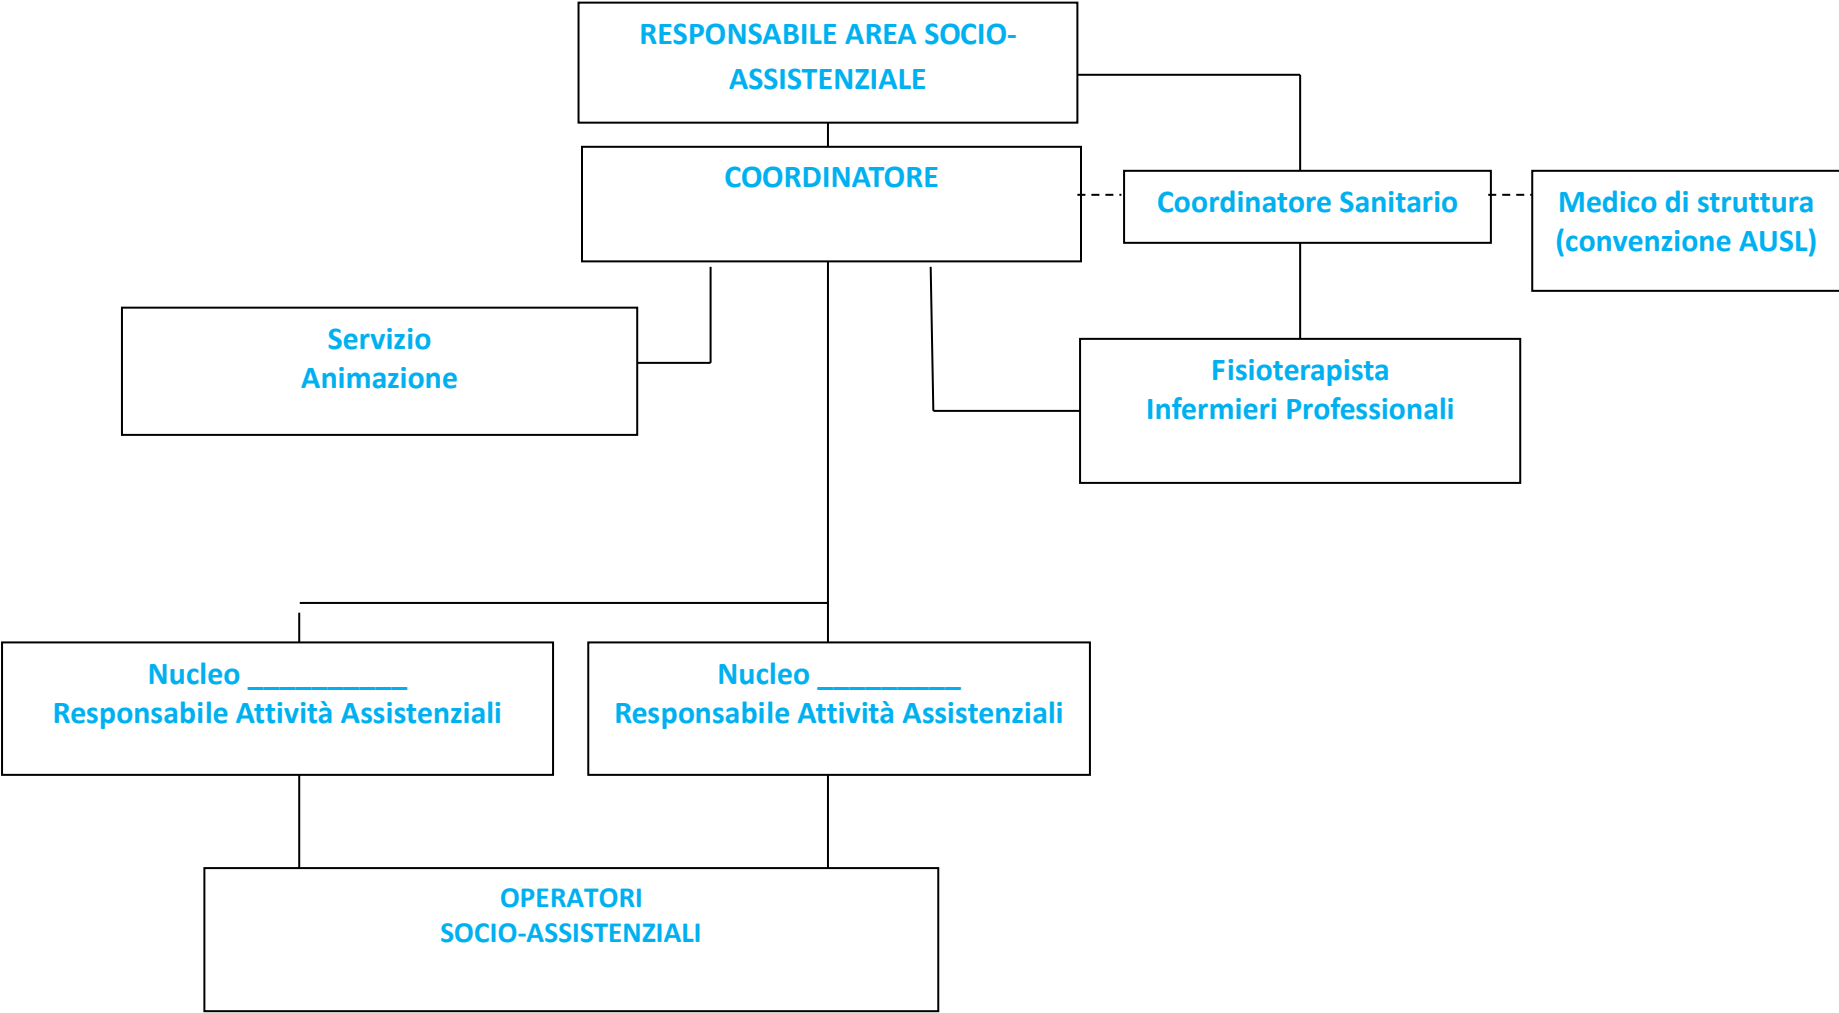 RESPONSABILE AREA SOCIO-
ASSISTENZIALE
COORDINATORE
Coordinatore Sanitario
Medico di struttura
(convenzione AUSL)
Servizio
Animazione
Fisioterapista
Infermieri Professionali
Nucleo __________
Responsabile Attività Assistenziali
Nucleo _________
Responsabile Attività Assistenziali
OPERATORI
SOCIO-ASSISTENZIALI